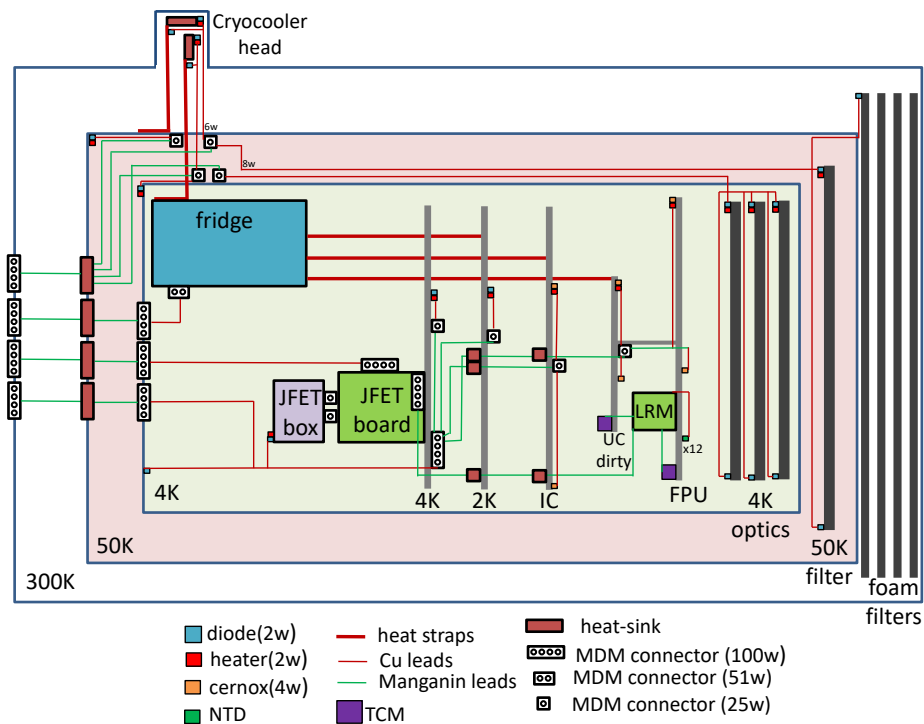 Cryocooler
head
6w
8w
fridge
JFET
box
JFET
board
LRM
UC
dirty
x12
4K
4K
2K
IC
FPU
4K
optics
50K
50K
filter
300K
foam
filters
diode(2w)
heater(2w)
cernox(4w)
NTD
heat straps
Cu leads
Manganin leads
TCM
heat-sink
MDM connector (100w)
MDM connector (51w)
MDM connector (25w)